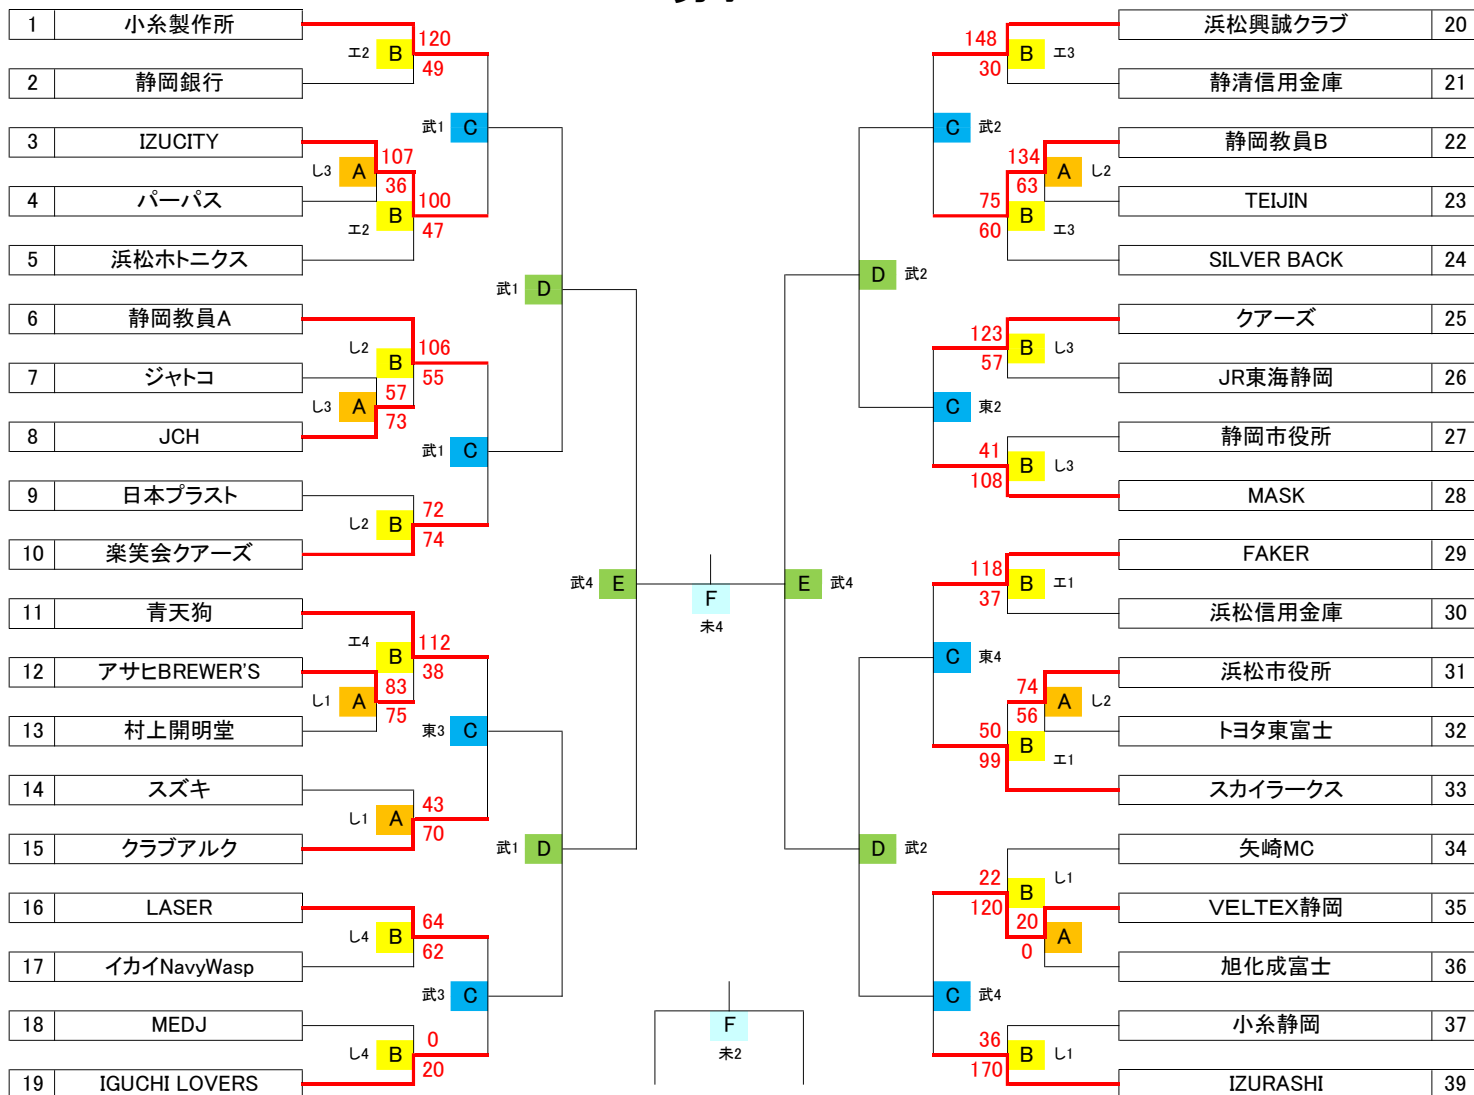 1 小糸製作所
120
エ2 B
49
2 静岡銀行
武1 C
3 IZUCITY
107
し3 A
36
4 パーパス
100
エ2 B
47
5 浜松ホトニクス
武1 D
6 静岡教員A
し2 B
106
55
7 ジャトコ
57
し3 A
73
8 JCH
武1 C
9 日本プラスト
72
し2 B
74
10 楽笑会クアーズ
武4 E
11 青天狗
エ4 B
112
38
12 アサヒBREWER'S
83
し1 A
75
13 村上開明堂
東3 C
14 スズキ
43
し1 A
70
15 クラブアルク
武1 D
16 LASER
64
し4 B
62
17 イカイNavyWasp
武3 C
18 MEDJ
0
し4 B
20
19 IGUCHI LOVERS
F
未4
F
未2
浜松興誠クラブ 20
148
B エ3
30
静清信用金庫 21
C 武2
静岡教員B 22
134
A し2
63
TEIJIN 23
75
B エ3
60
SILVER BACK 24
D 武2
クアーズ 25
123
B し3
57
JR東海静岡 26
C 東2
静岡市役所 27
41
B し3
108
MASK 28
FAKER 29
118
B エ1
37
E 武4
浜松信用金庫 30
C 東4
浜松市役所 31
74
A し2
56
トヨタ東富士 32
50
B エ1
99
スカイラークス 33
D 武2
矢崎MC 34
22
B し1
120
VELTEX静岡 35
20
A
0
旭化成富士 36
C 武4
小糸静岡 37
36
B し1
170
IZURASHI 39